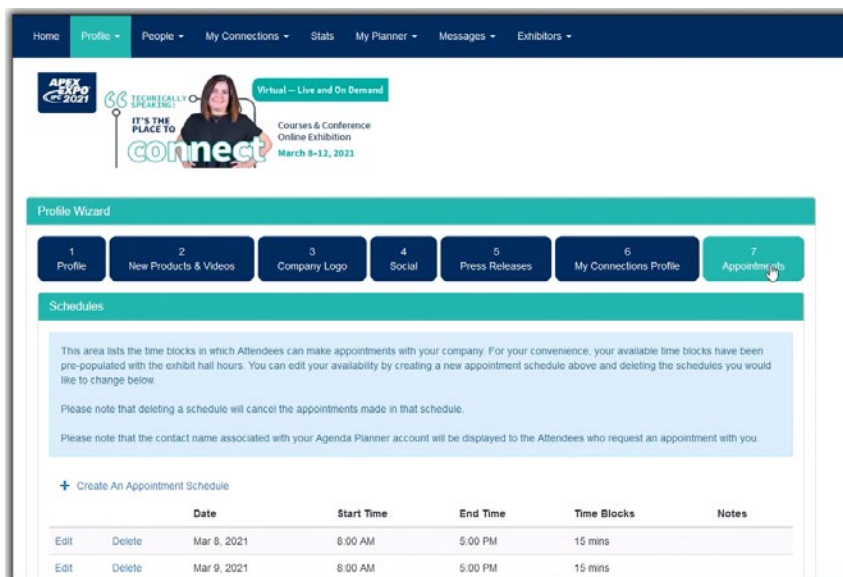 Home Profile People My Connections Stats My Planner Messages Exhibitors
APEX
EXPO
IPC 2021
TECHNICALLY
SPEAKING:
IT'S THE
PLACE TO
connect
Virtual – Live and On Demand
Courses & Conference
Online Exhibition
March 8–12, 2021
Profile Wizard
1
Profile
2
New Products & Videos
3
Company Logo
4
Social
5
Press Releases
6
My Connections Profile
7
Appointments
Schedules
This area lists the time blocks in which Attendees can make appointments with your company. For your convenience, your available time blocks have been
pre-populated with the exhibit hall hours. You can edit your availability by creating a new appointment schedule above and deleting the schedules you would
like to change below.
Please note that deleting a schedule will cancel the appointments made in that schedule.
Please note that the contact name associated with your Agenda Planner account will be displayed to the Attendees who request an appointment with you.
+ Create An Appointment Schedule
Date Start Time End Time Time Blocks Notes
Edit Delete Mar 8, 2021 8:00 AM 5:00 PM 15 mins
Edit Delete Mar 9, 2021 8:00 AM 5:00 PM 15 mins